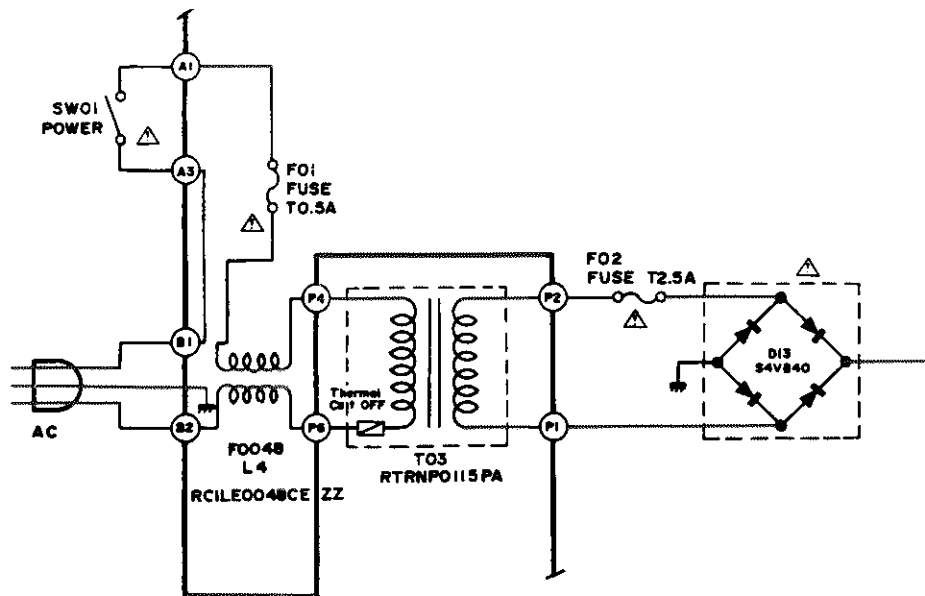 A1
SW01
POWER
A3
F01
FUSE
T0.5A
F02
FUSE T2.5A
P4
P2
B1
D13
S4VB40
Thermal
Cut OFF
AC
B2
P6
P1
F0048
L4
T03
RTRNP0115PA
RCILE0048CE ZZ